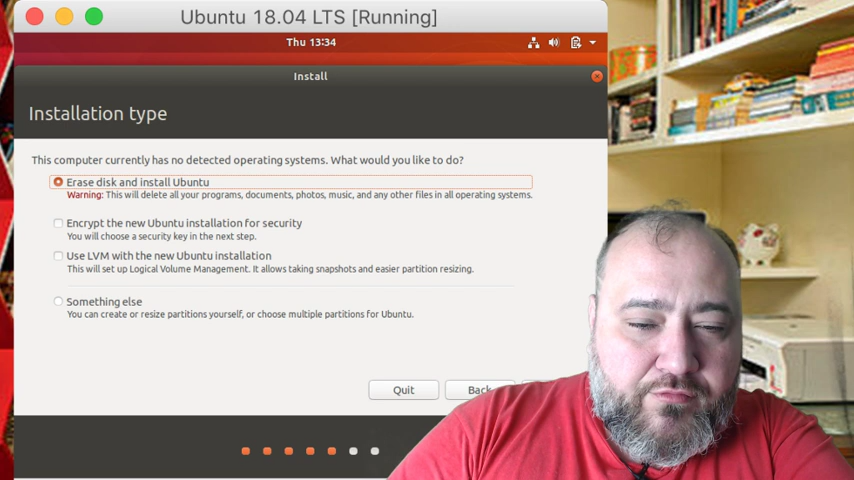 Ubuntu 18.04 LTS [Running]
Thu 13:34
Install
Installation type
This computer currently has no detected operating systems. What would you like to do?
Erase disk and install Ubuntu
Warning: This will delete all your programs, documents, photos, music, and any other files in all operating systems.
Encrypt the new Ubuntu installation for security
You will choose a security key in the next step.
Use LVM with the new Ubuntu installation
This will set up Logical Volume Management. It allows taking snapshots and easier partition resizing.
Something else
You can create or resize partitions yourself, or choose multiple partitions for Ubuntu.
Quit
Back